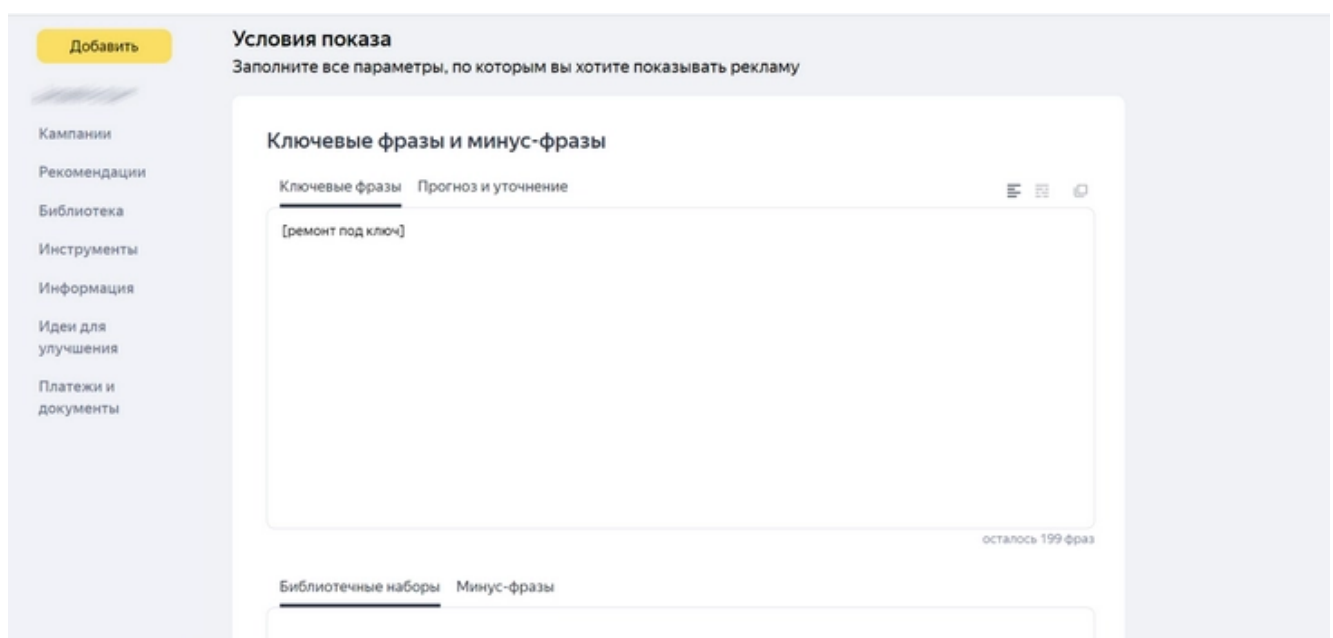 Добавить
Кампании
Рекомендации
Библиотека
Инструменты
Информация
Идеи для
улучшения
Платежи и
документы
Условия показа
Заполните все параметры, по которым вы хотите показывать рекламу
Ключевые фразы и минус-фразы
Ключевые фразы Прогноз и уточнение
[ремонт под ключ]
осталось 199 фраз
Библиотечные наборы Минус-фразы